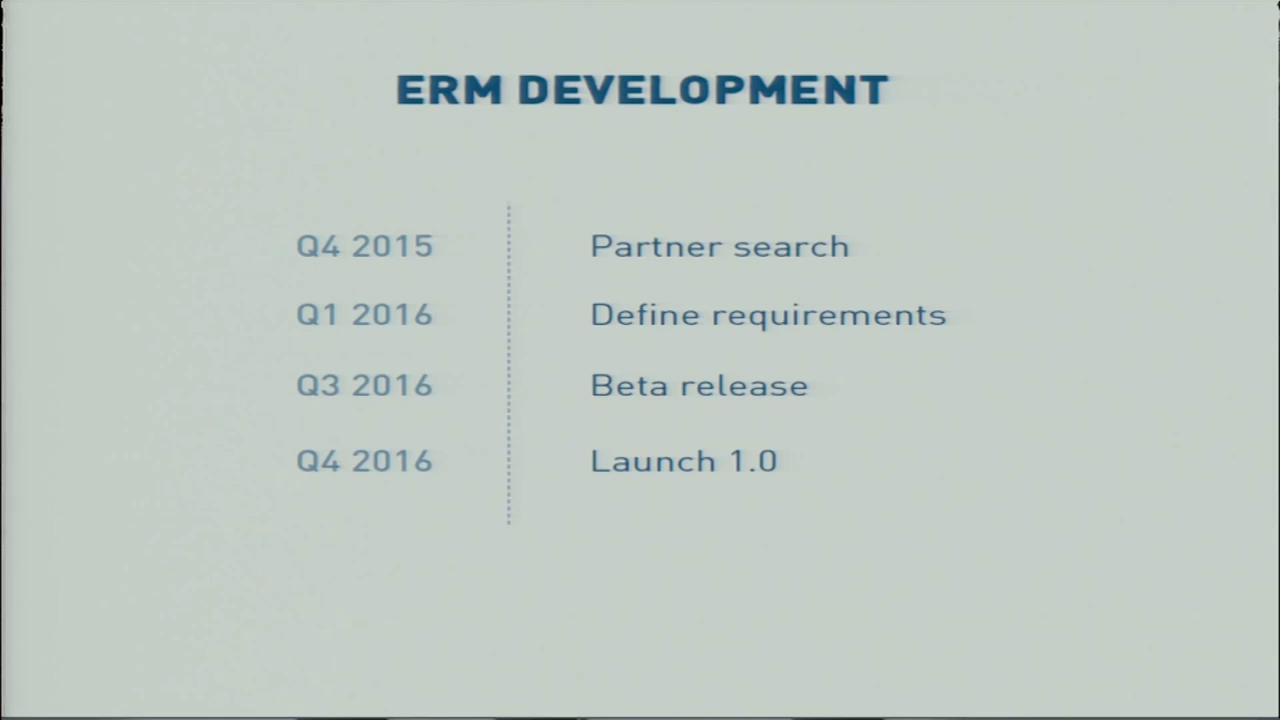 ERM DEVELOPMENT
Q4 2015 Partner search
Q1 2016 Define requirements
Q3 2016 Beta release
Q4 2016 Launch 1.0